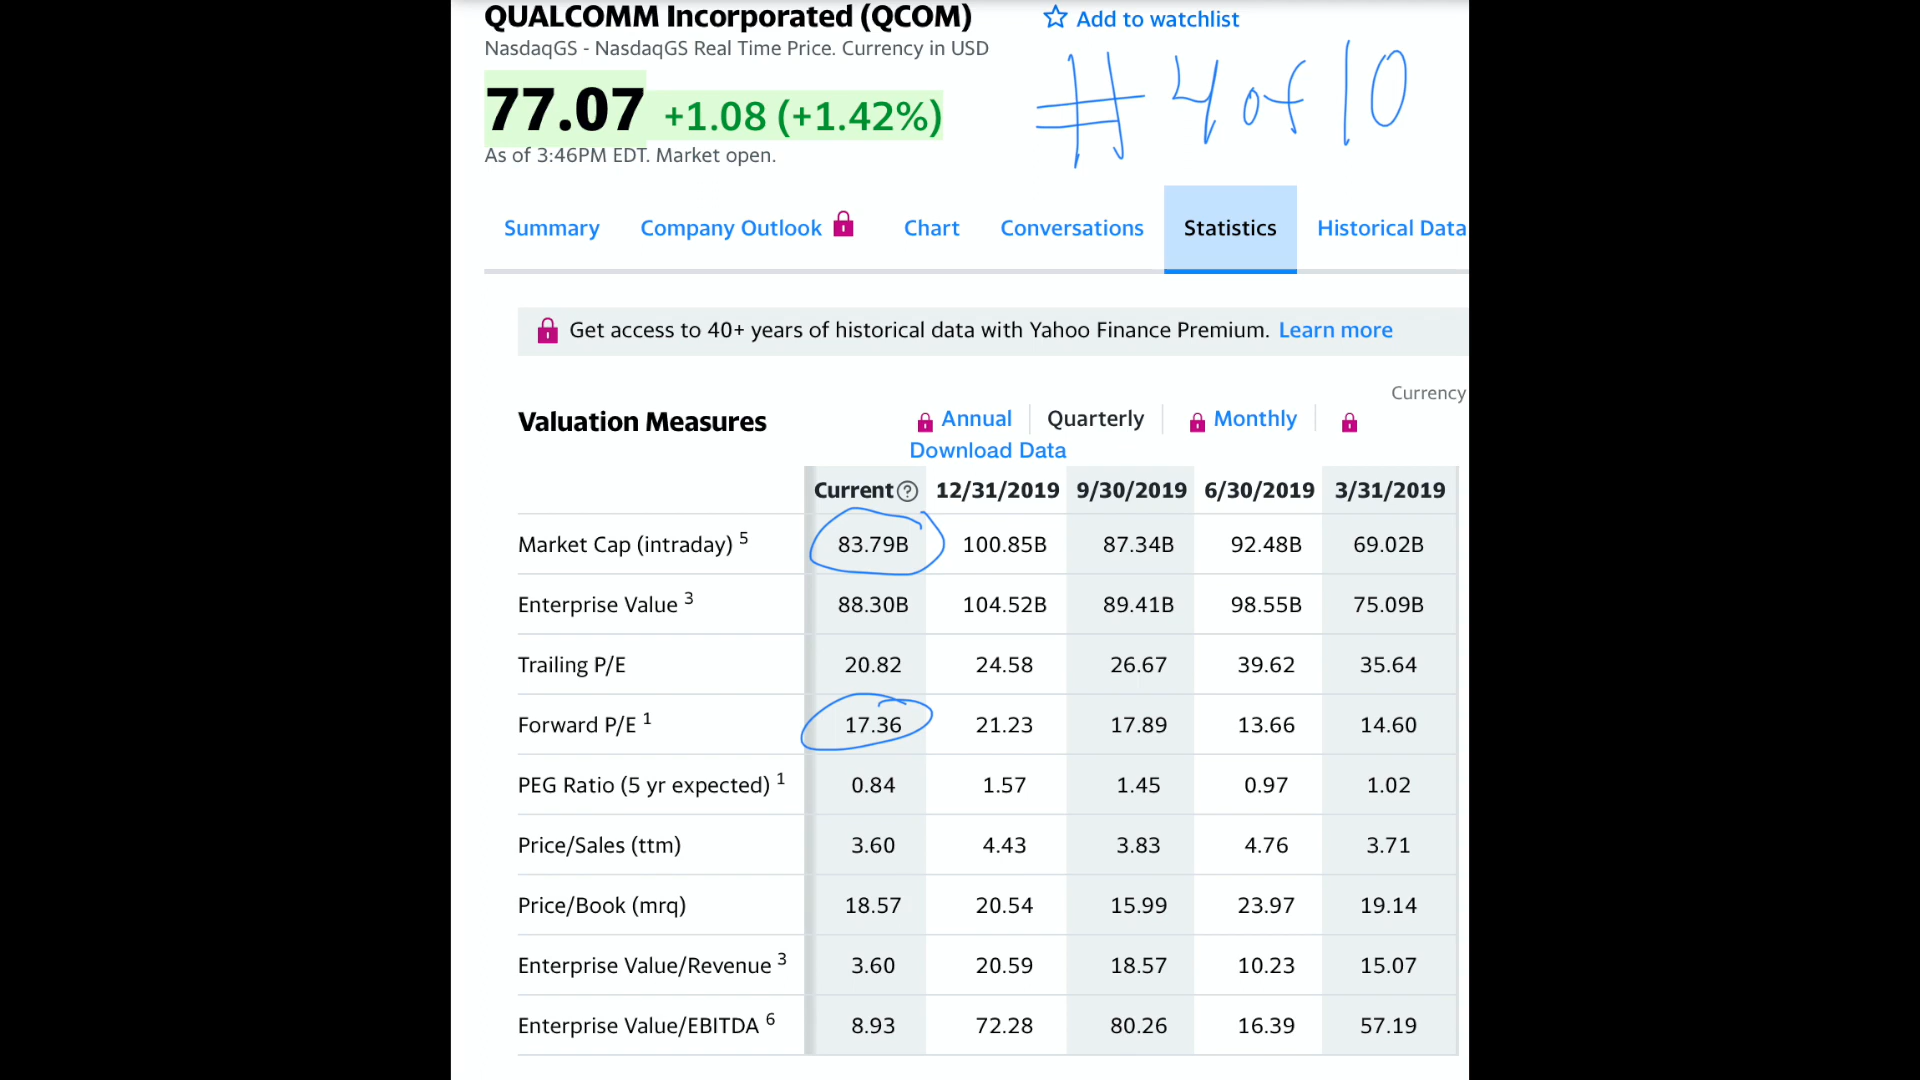 QUALCOMM Incorporated (QCOM)
Add to watchlist
NasdaqGS - NasdaqGS Real Time Price. Currency in USD
77.07 +1.08 (+1.42%)
# 4 of 10
As of 3:46PM EDT. Market open.
Summary Company Outlook Chart Conversations Statistics Historical Data
Get access to 40+ years of historical data with Yahoo Finance Premium. Learn more
Currency
Valuation Measures Annual Quarterly Monthly
Download Data
Current ? 12/31/2019 9/30/2019 6/30/2019 3/31/2019
Market Cap (intraday) 5 83.79B 100.85B 87.34B 92.48B 69.02B
Enterprise Value 3 88.30B 104.52B 89.41B 98.55B 75.09B
Trailing P/E 20.82 24.58 26.67 39.62 35.64
Forward P/E 1 17.36 21.23 17.89 13.66 14.60
PEG Ratio (5 yr expected) 1 0.84 1.57 1.45 0.97 1.02
Price/Sales (ttm) 3.60 4.43 3.83 4.76 3.71
Price/Book (mrq) 18.57 20.54 15.99 23.97 19.14
Enterprise Value/Revenue 3 3.60 20.59 18.57 10.23 15.07
Enterprise Value/EBITDA 6 8.93 72.28 80.26 16.39 57.19